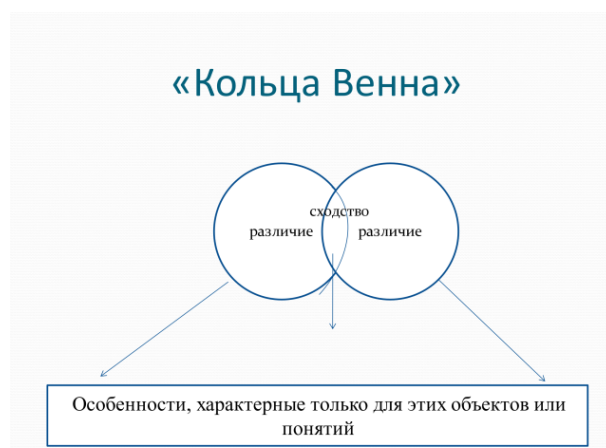 «Кольца Венна»
сходство
различие различие
Особенности, характерные только для этих объектов или
понятий